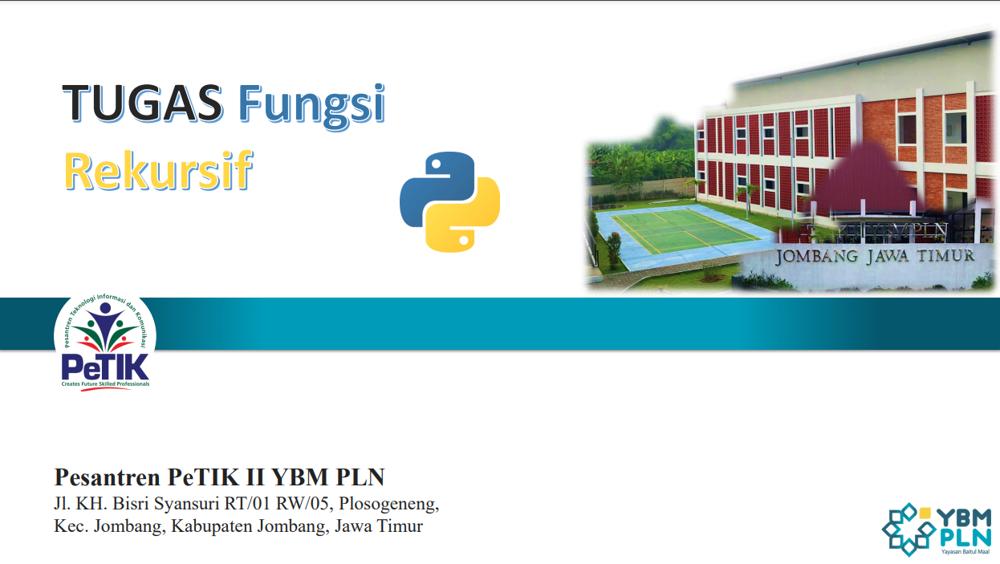 TUGAS Fungsi
Rekursif
JOMBANG JAWA TIMUR
Pesantren Teknologi Informasi dan Komunikasi
PeTIK
Creates Future Skilled Professionals
Pesantren PeTIK II YBM PLN
Jl. KH. Bisri Syansuri RT/01 RW/05, Plosogeneng,
Kec. Jombang, Kabupaten Jombang, Jawa Timur
YBM
PLN
Yayasan Baitul Maal